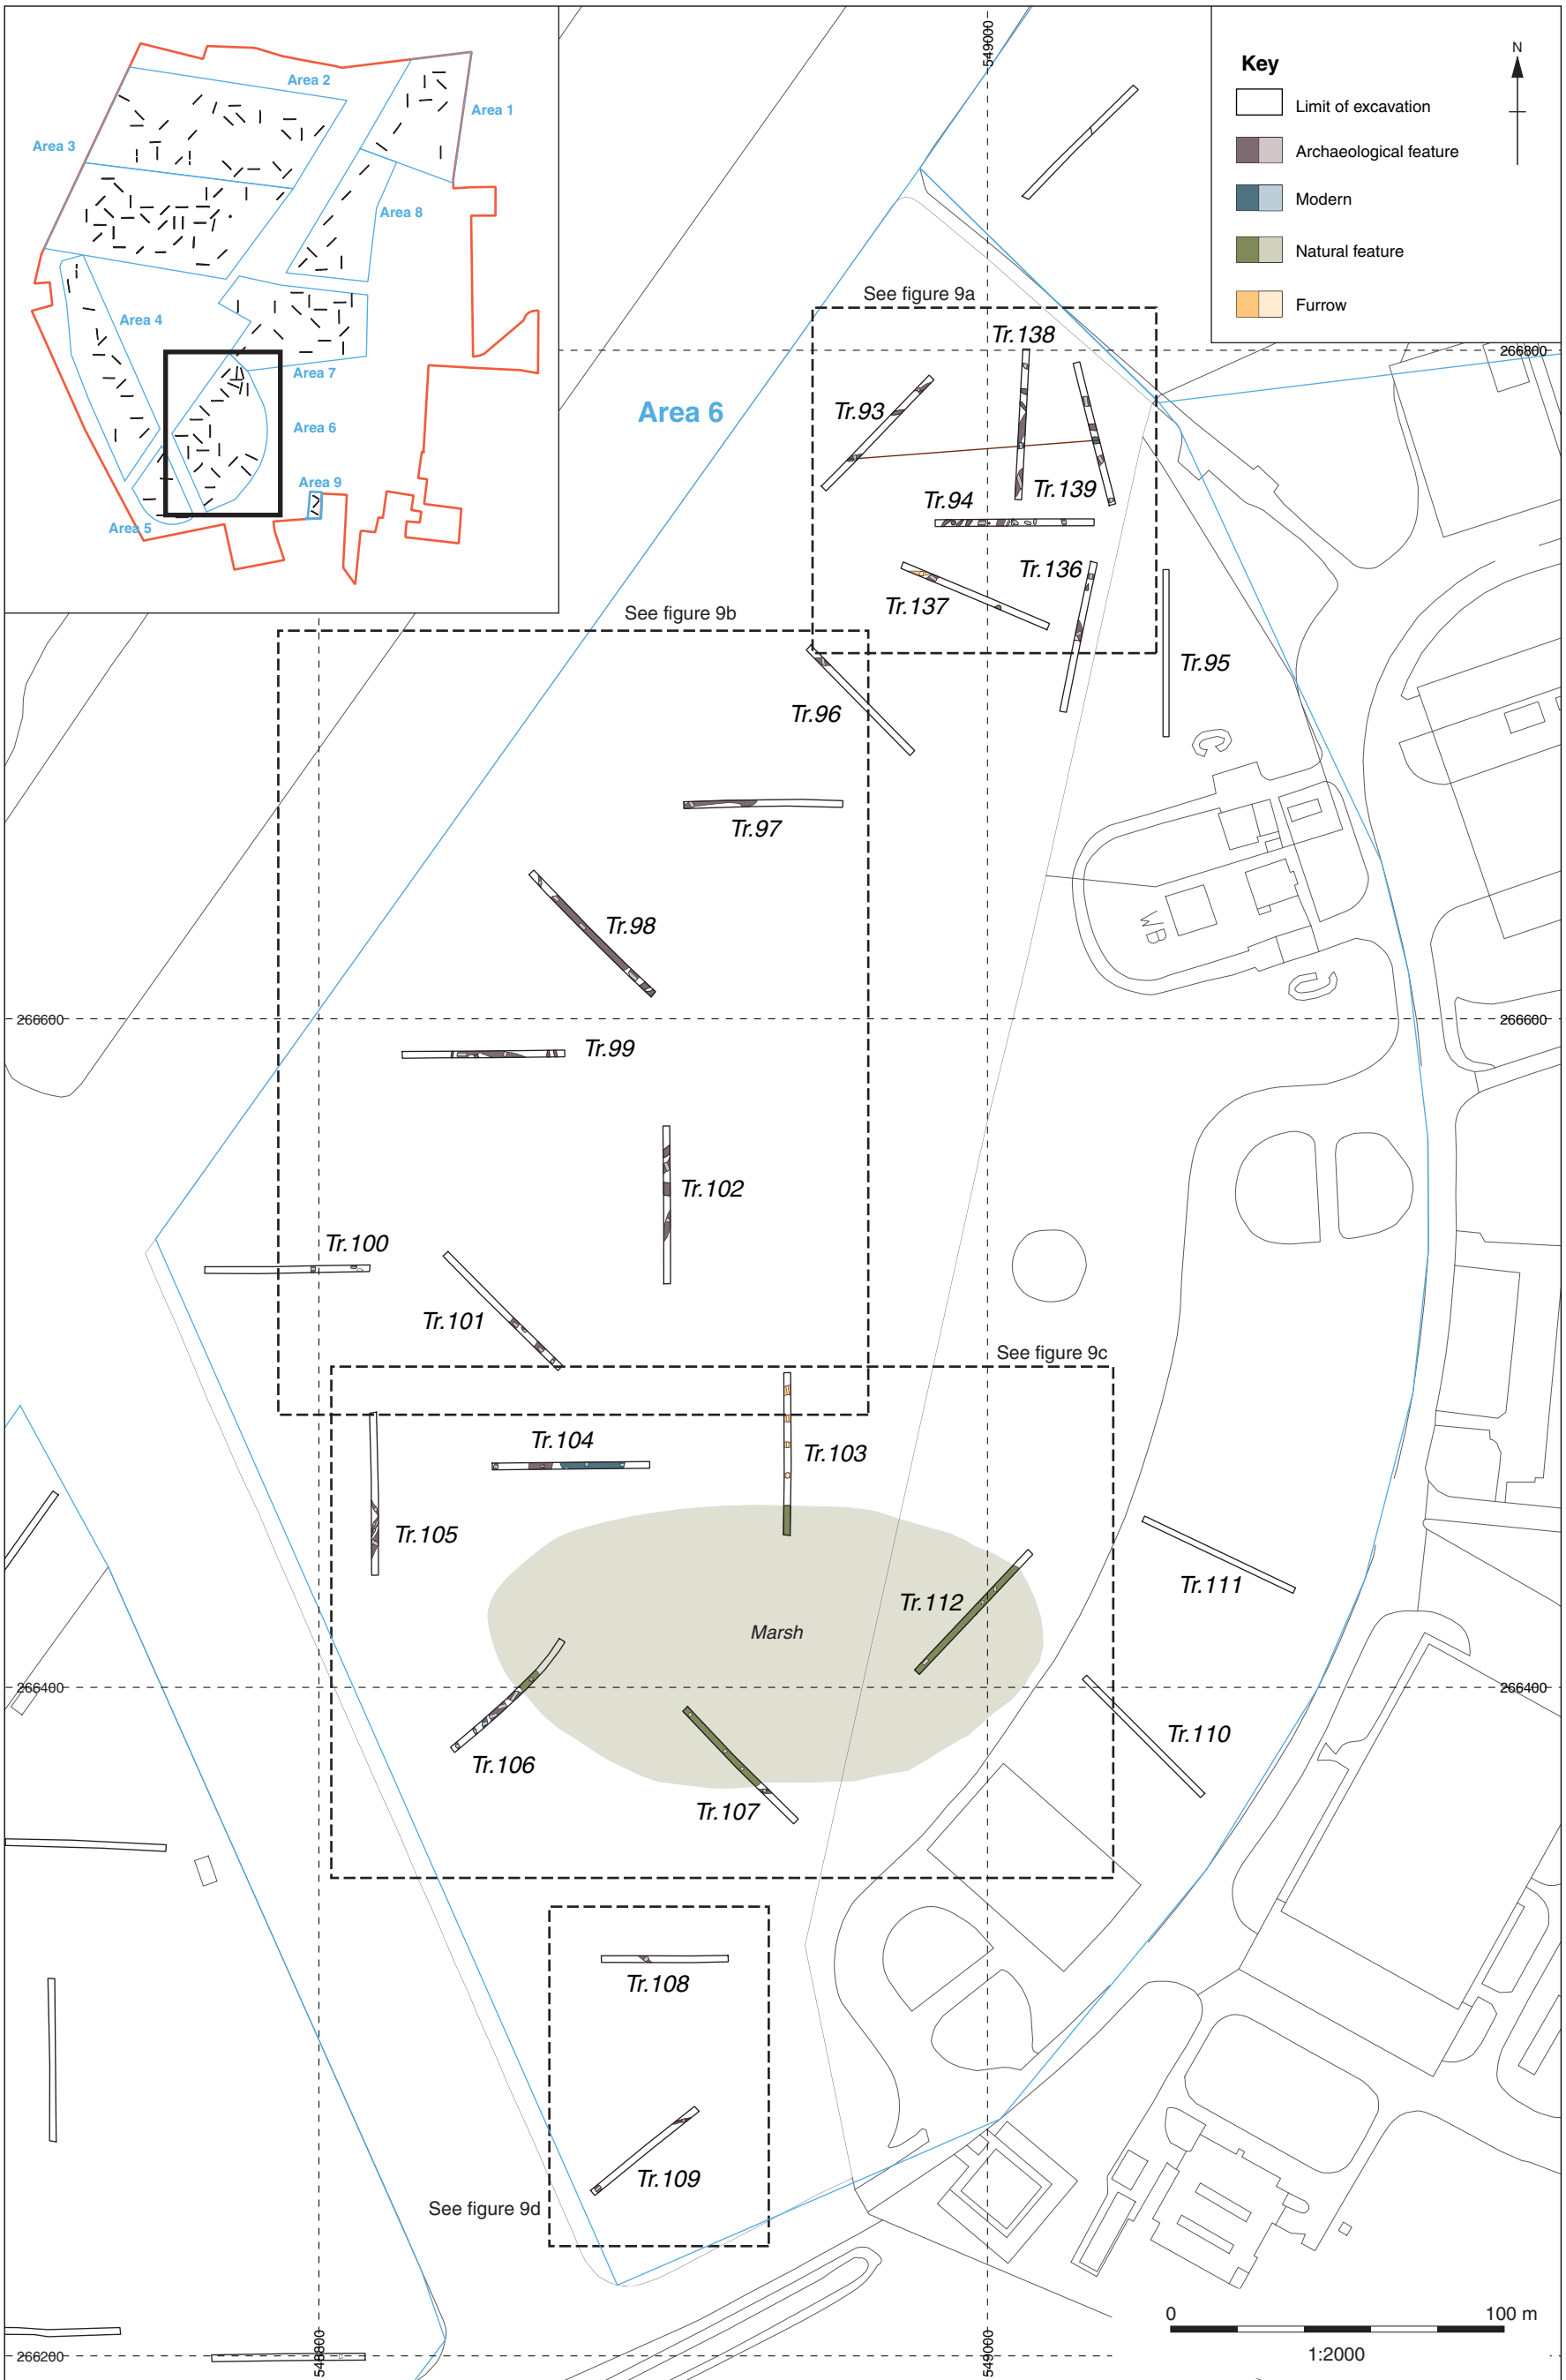 Area 2
Area 1
Area 3
Area 8
Area 4
Area 7
Area 6
Area 9
Area 5
549000
Key
N
Limit of excavation
Archaeological feature
Modern
Natural feature
Furrow
See figure 9a
Tr.138
266800
Area 6
Tr.93
Tr.139
Tr.94
Tr.136
Tr.137
See figure 9b
Tr.95
Tr.96
Tr.97
Tr.98
WB
266600
266600
Tr.99
Tr.102
Tr.100
Tr.101
See figure 9c
Tr.104
Tr.103
Tr.105
Tr.111
Tr.112
Marsh
266400
266400
Tr.110
Tr.106
Tr.107
Tr.108
Tr.109
See figure 9d
0
100 m
1:2000
266200
548800
549000